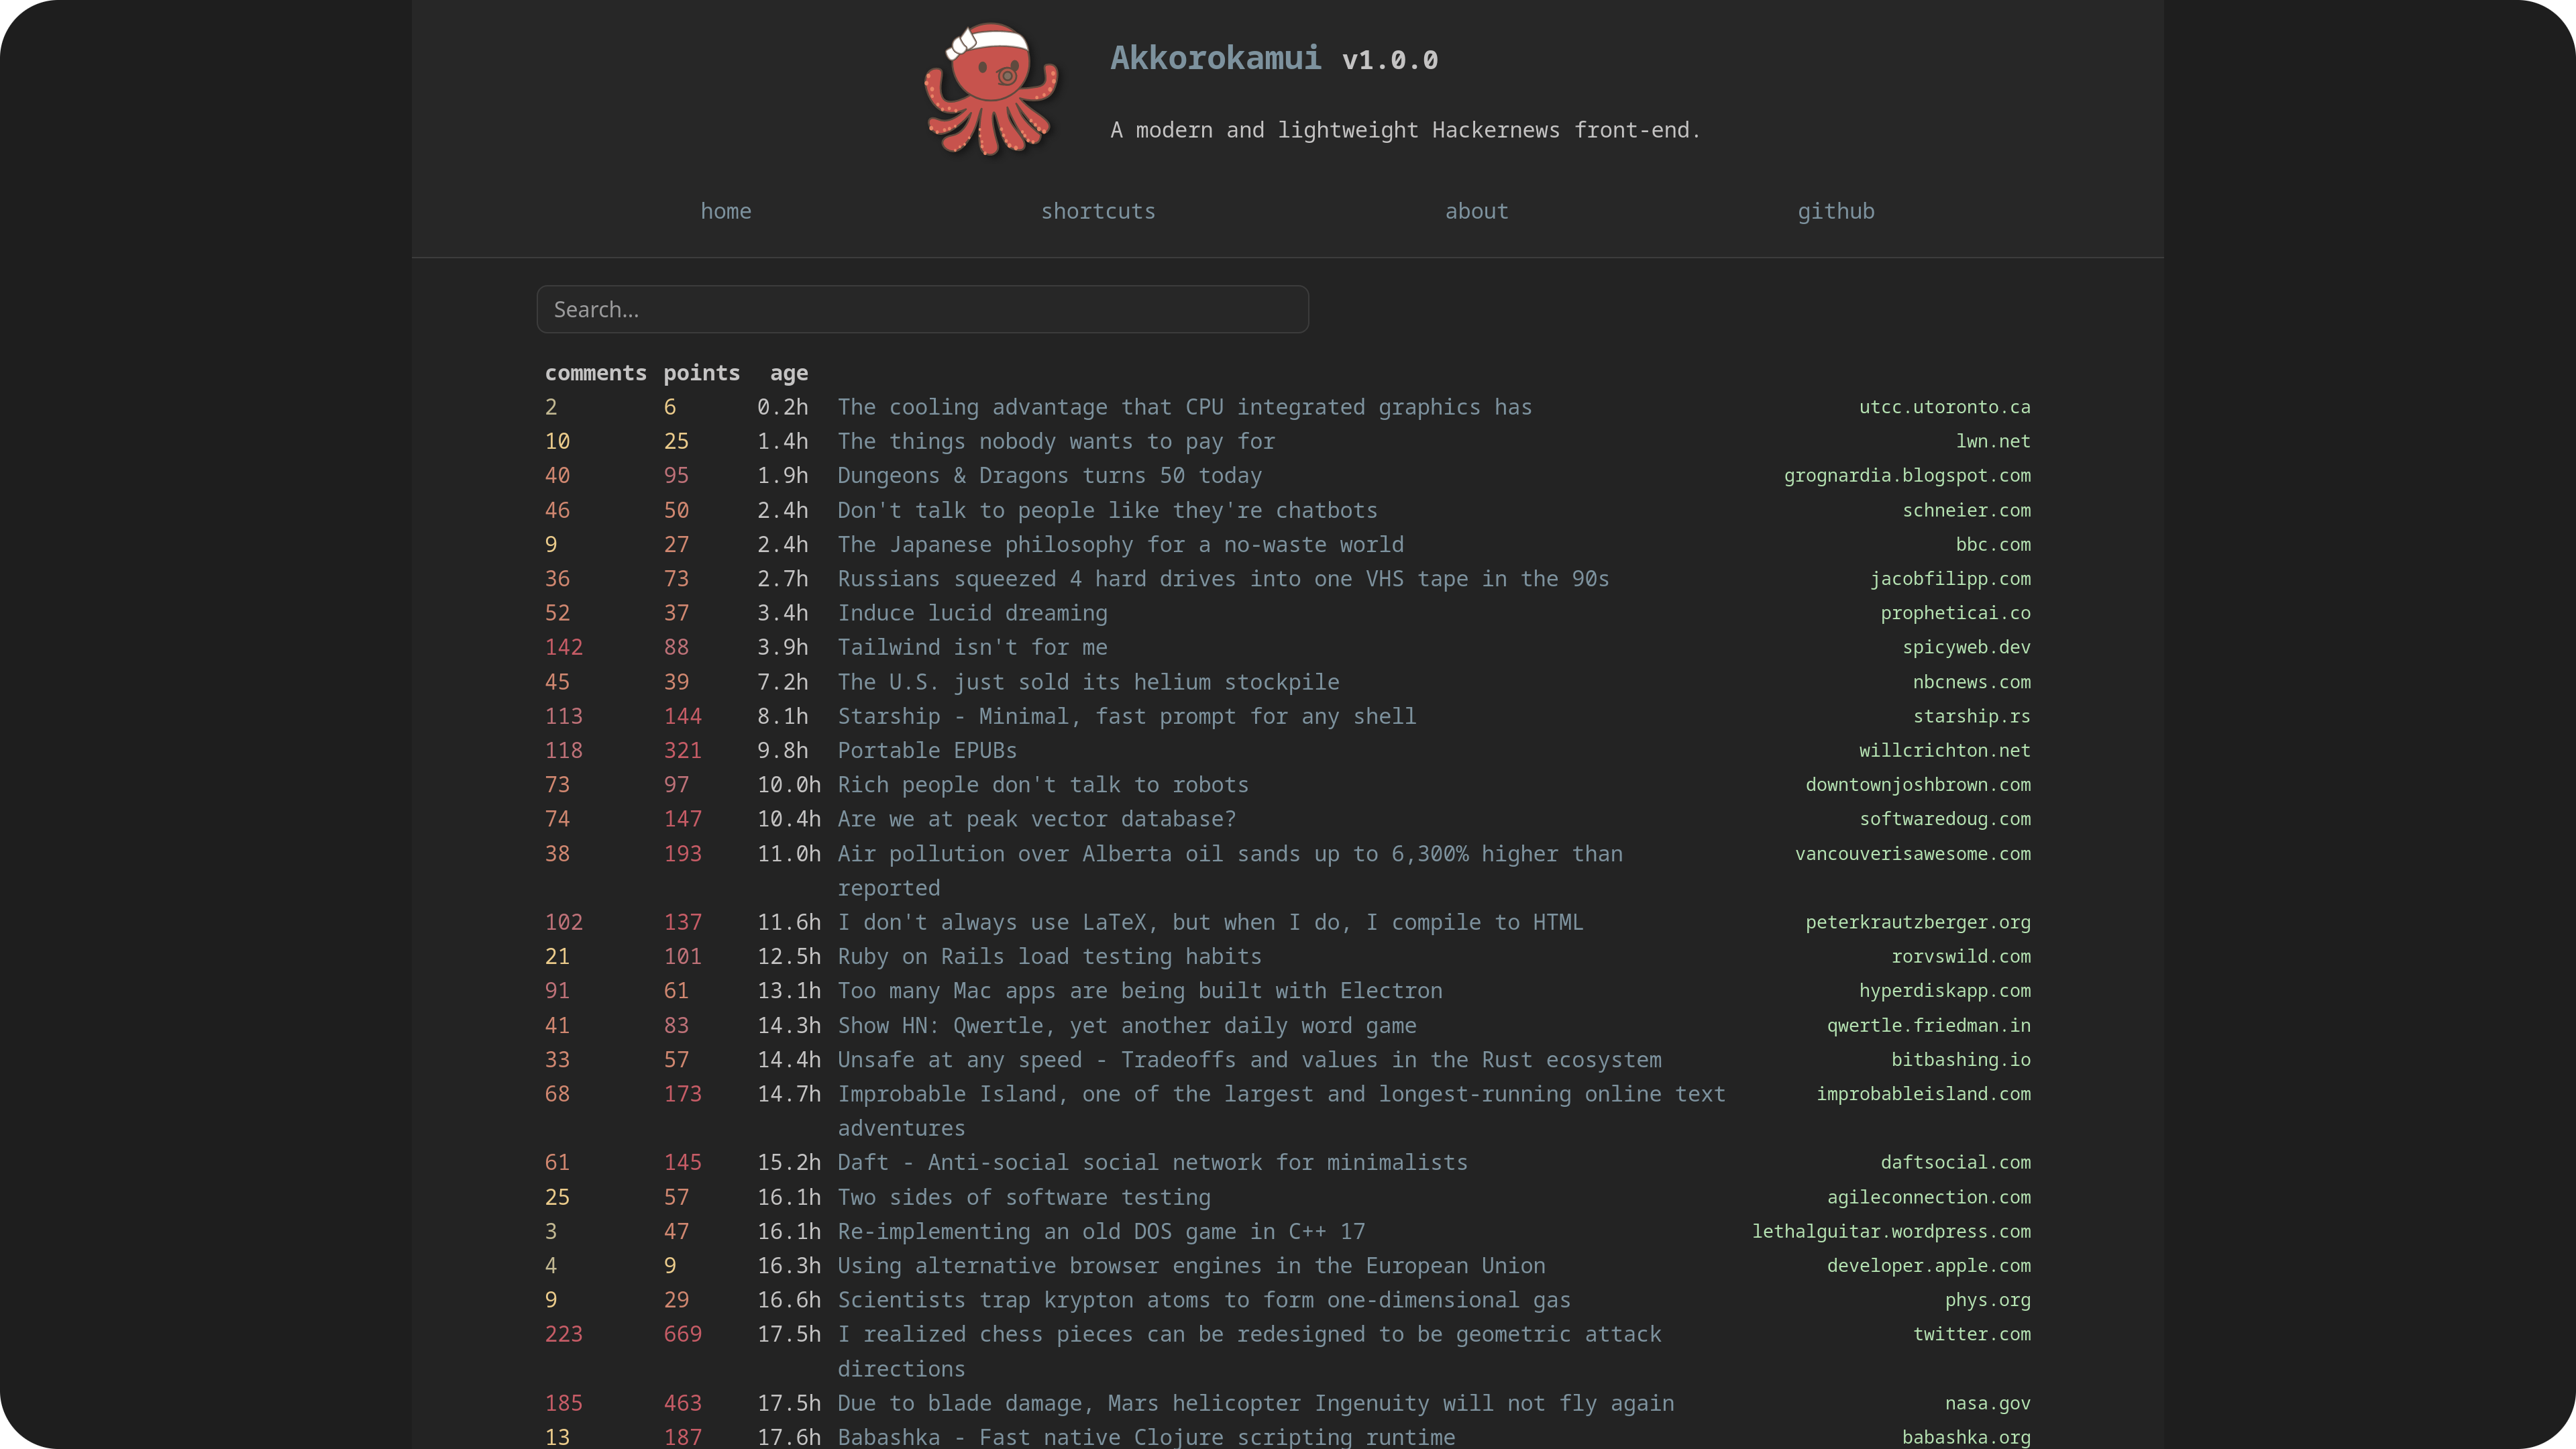 Akkorokamui v1.0.0
A modern and lightweight Hackernews front-end.
home shortcuts about github
Search...
comments points age
2 6 0.2h The cooling advantage that CPU integrated graphics has utcc.utoronto.ca
10 25 1.4h The things nobody wants to pay for lwn.net
40 95 1.9h Dungeons & Dragons turns 50 today grognardia.blogspot.com
46 50 2.4h Don't talk to people like they're chatbots schneier.com
9 27 2.4h The Japanese philosophy for a no-waste world bbc.com
36 73 2.7h Russians squeezed 4 hard drives into one VHS tape in the 90s jacobfilipp.com
52 37 3.4h Induce lucid dreaming propheticai.co
142 88 3.9h Tailwind isn't for me spicyweb.dev
45 39 7.2h The U.S. just sold its helium stockpile nbcnews.com
113 144 8.1h Starship - Minimal, fast prompt for any shell starship.rs
118 321 9.8h Portable EPUBs willcrichton.net
73 97 10.0h Rich people don't talk to robots downtownjoshbrown.com
74 147 10.4h Are we at peak vector database? softwaredoug.com
38 193 11.0h Air pollution over Alberta oil sands up to 6,300% higher than vancouverisawesome.com
reported
102 137 11.6h I don't always use LaTeX, but when I do, I compile to HTML peterkrautzberger.org
21 101 12.5h Ruby on Rails load testing habits rorvswild.com
91 61 13.1h Too many Mac apps are being built with Electron hyperdiskapp.com
41 83 14.3h Show HN: Qwertle, yet another daily word game qwertle.friedman.in
33 57 14.4h Unsafe at any speed - Tradeoffs and values in the Rust ecosystem bitbashing.io
68 173 14.7h Improbable Island, one of the largest and longest-running online text improbableisland.com
adventures
61 145 15.2h Daft - Anti-social social network for minimalists daftsocial.com
25 57 16.1h Two sides of software testing agileconnection.com
3 47 16.1h Re-implementing an old DOS game in C++ 17 lethalguitar.wordpress.com
4 9 16.3h Using alternative browser engines in the European Union developer.apple.com
9 29 16.6h Scientists trap krypton atoms to form one-dimensional gas phys.org
223 669 17.5h I realized chess pieces can be redesigned to be geometric attack twitter.com
directions
185 463 17.5h Due to blade damage, Mars helicopter Ingenuity will not fly again nasa.gov
13 187 17.6h Babashka - Fast native Clojure scripting runtime babashka.org